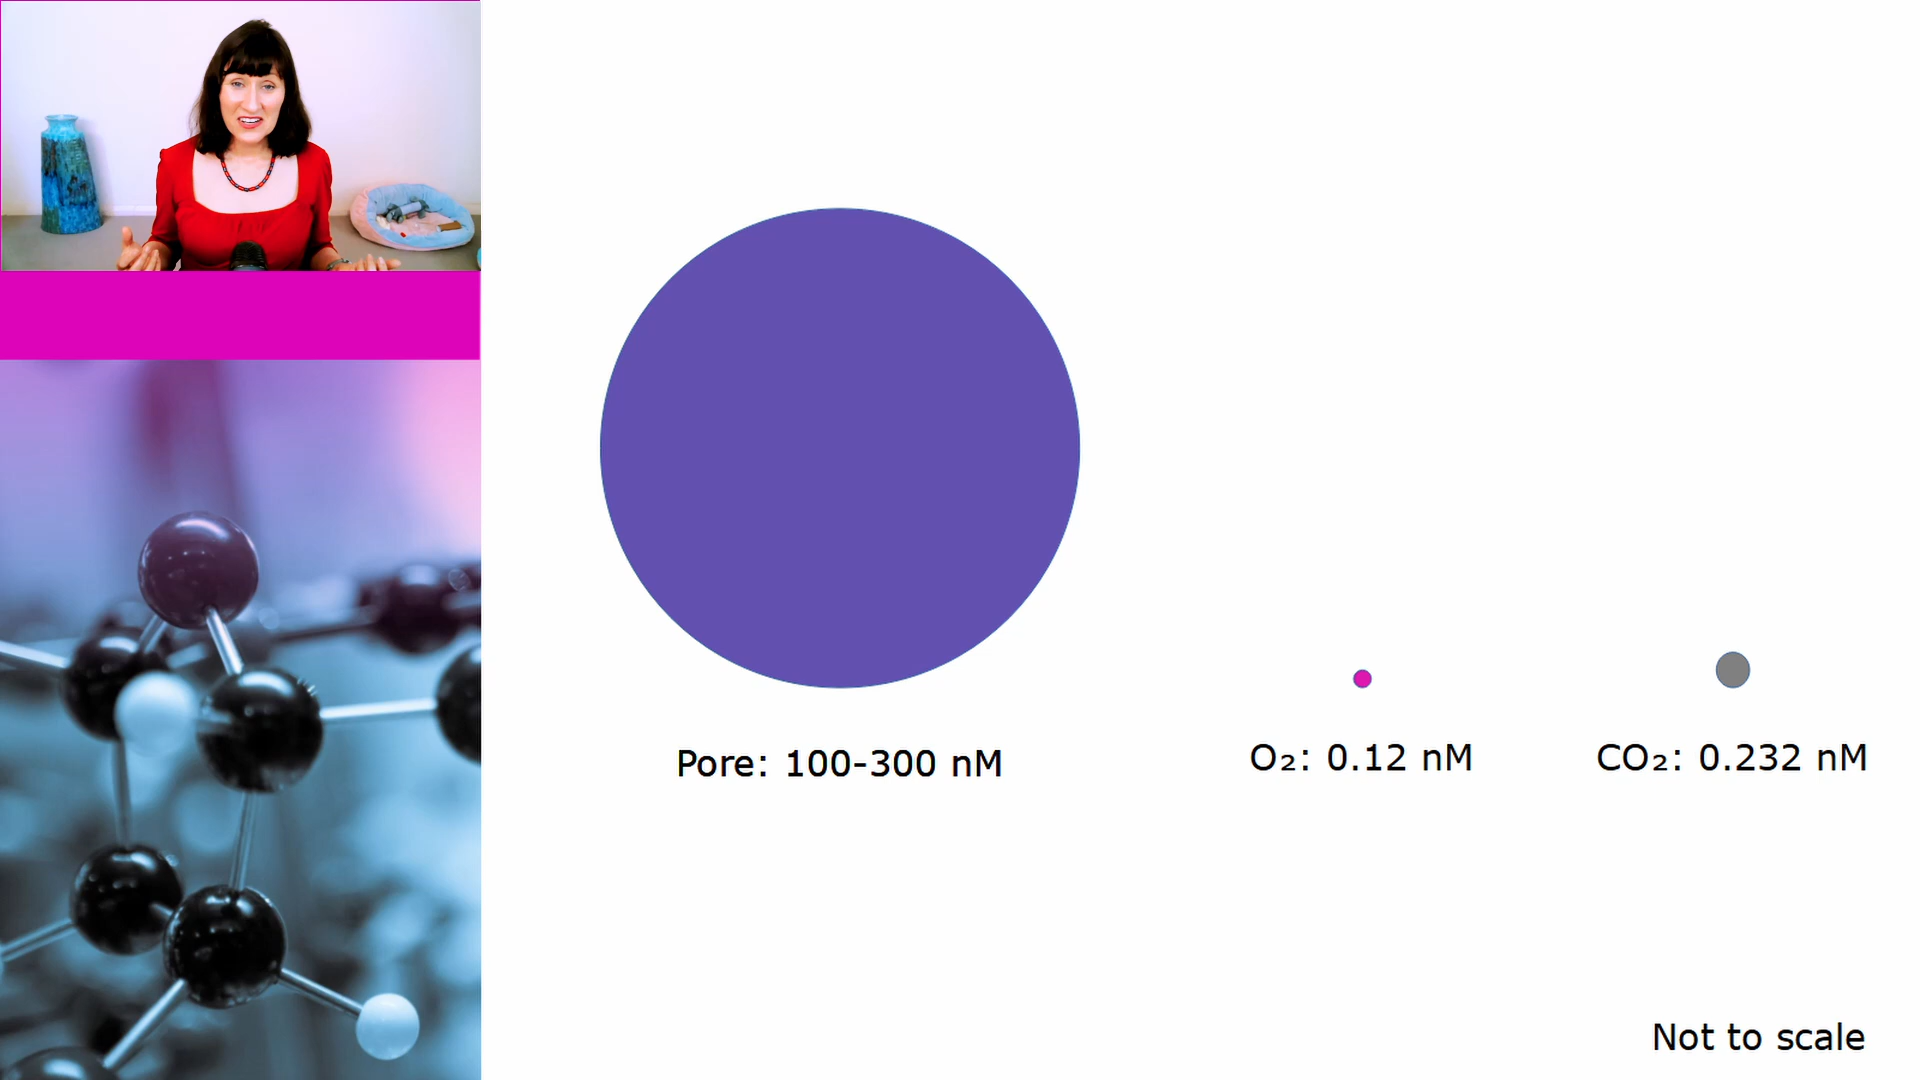 Pore: 100-300 nM
O₂: 0.12 nM
CO₂: 0.232 nM
Not to scale